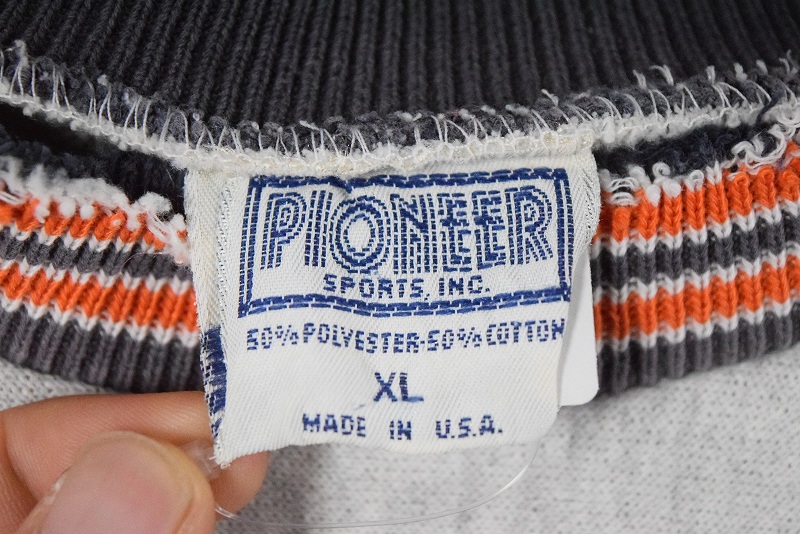 PIONEER
SPORTS, INC.
50% POLYESTER-50% COTTON
XL
MADE IN U.S.A.